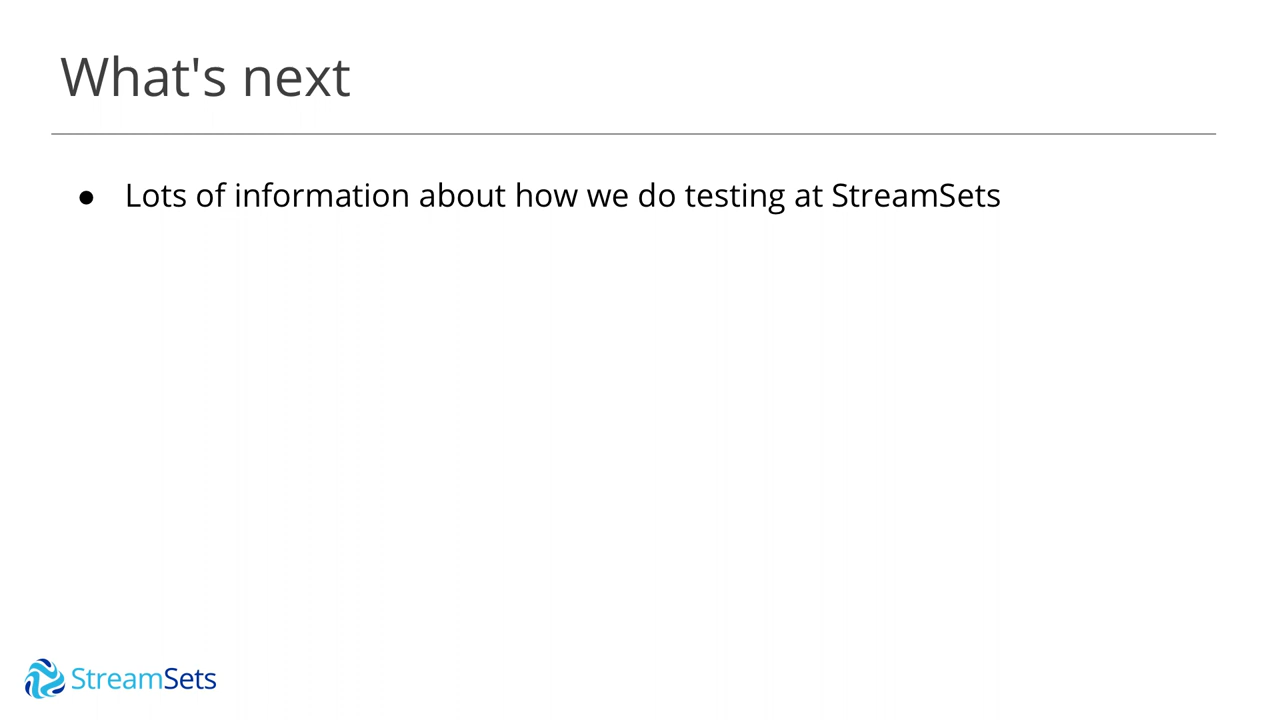 What's next
● Lots of information about how we do testing at StreamSets
StreamSets